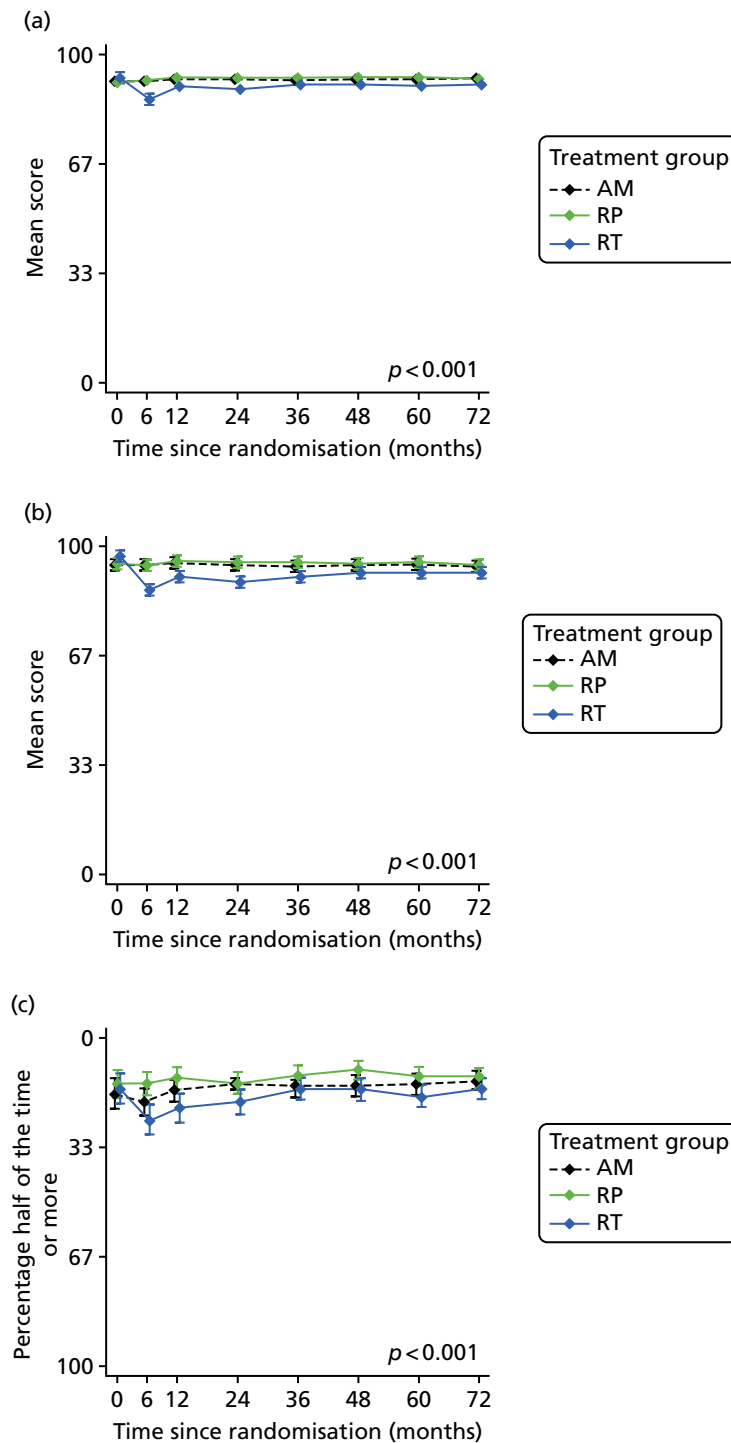 (a)
100
67
33
0
Mean score
p<0.001
0 6 12 24 36 48 60 72
Time since randomisation (months)
Treatment group
AM
RP
RT
(b)
100
67
33
0
Mean score
p<0.001
0 6 12 24 36 48 60 72
Time since randomisation (months)
Treatment group
AM
RP
RT
(c)
0
33
67
100
Percentage half of the time
or more
p<0.001
0 6 12 24 36 48 60 72
Time since randomisation (months)
Treatment group
AM
RP
RT